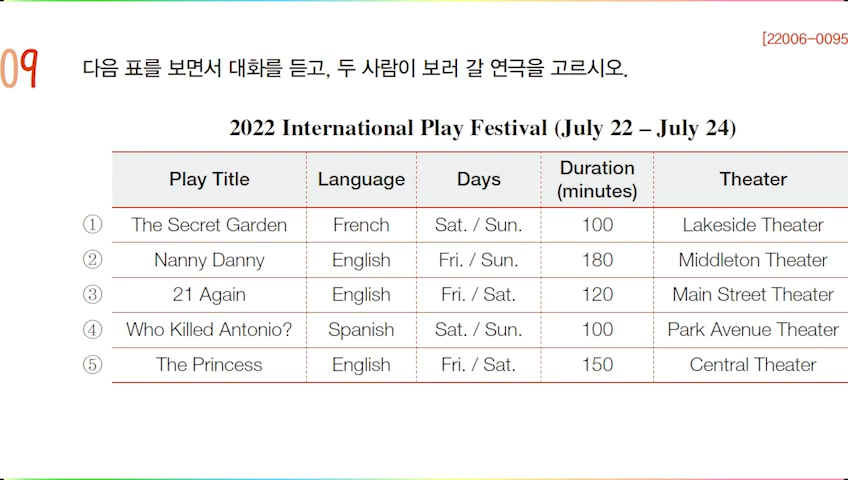 [22006-0095
09
다음 표를 보면서 대화를 듣고, 두 사람이 보러 갈 연극을 고르시오.
2022 International Play Festival (July 22 – July 24)
Play Title Language Days Duration (minutes) Theater
① The Secret Garden French Sat. / Sun. 100 Lakeside Theater
② Nanny Danny English Fri. / Sun. 180 Middleton Theater
③ 21 Again English Fri. / Sat. 120 Main Street Theater
④ Who Killed Antonio? Spanish Sat. / Sun. 100 Park Avenue Theater
⑤ The Princess English Fri. / Sat. 150 Central Theater